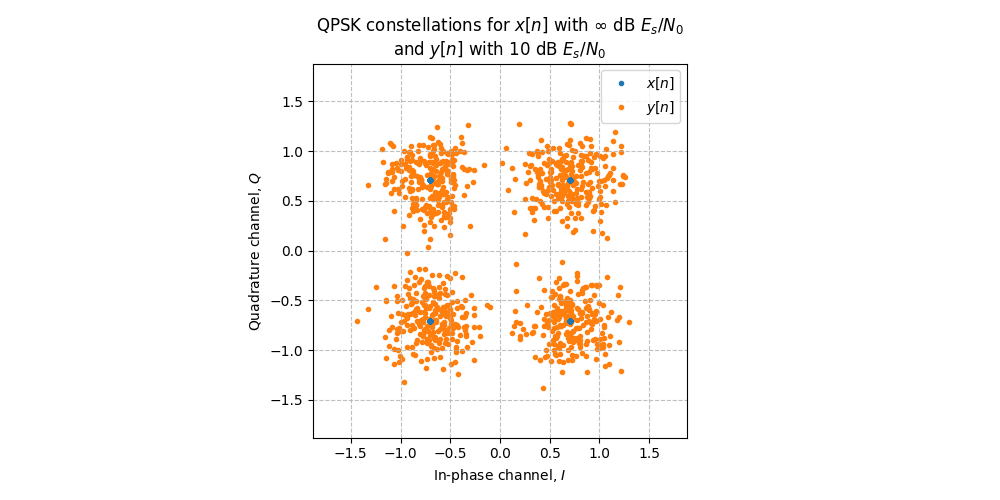 QPSK constellations for x[n] with ∞ dB Eₛ/N₀
and y[n] with 10 dB Eₛ/N₀
x[n]
y[n]
Quadrature channel, Q
1.5
1.0
0.5
0.0
−0.5
−1.0
−1.5
−1.5 −1.0 −0.5 0.0 0.5 1.0 1.5
In-phase channel, I